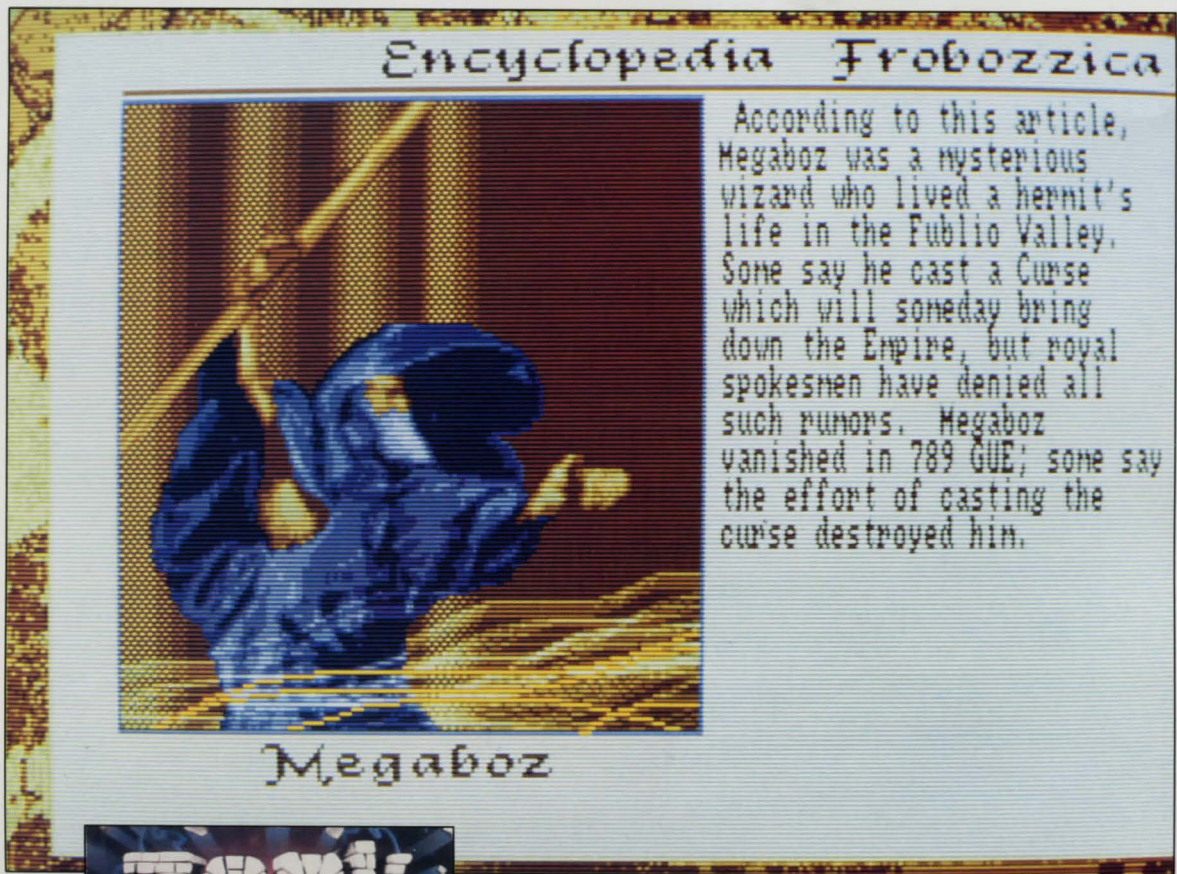 Encyclopedia Frobozzica
According to this article,
Megaboz was a mysterious
wizard who lived a hermit's
life in the Fublio Valley.
Some say he cast a Curse
which will someday bring
down the Empire, but royal
spokesmen have denied all
such rumors. Megaboz
vanished in 789 GUE; some say
the effort of casting the
curse destroyed him.
Megaboz